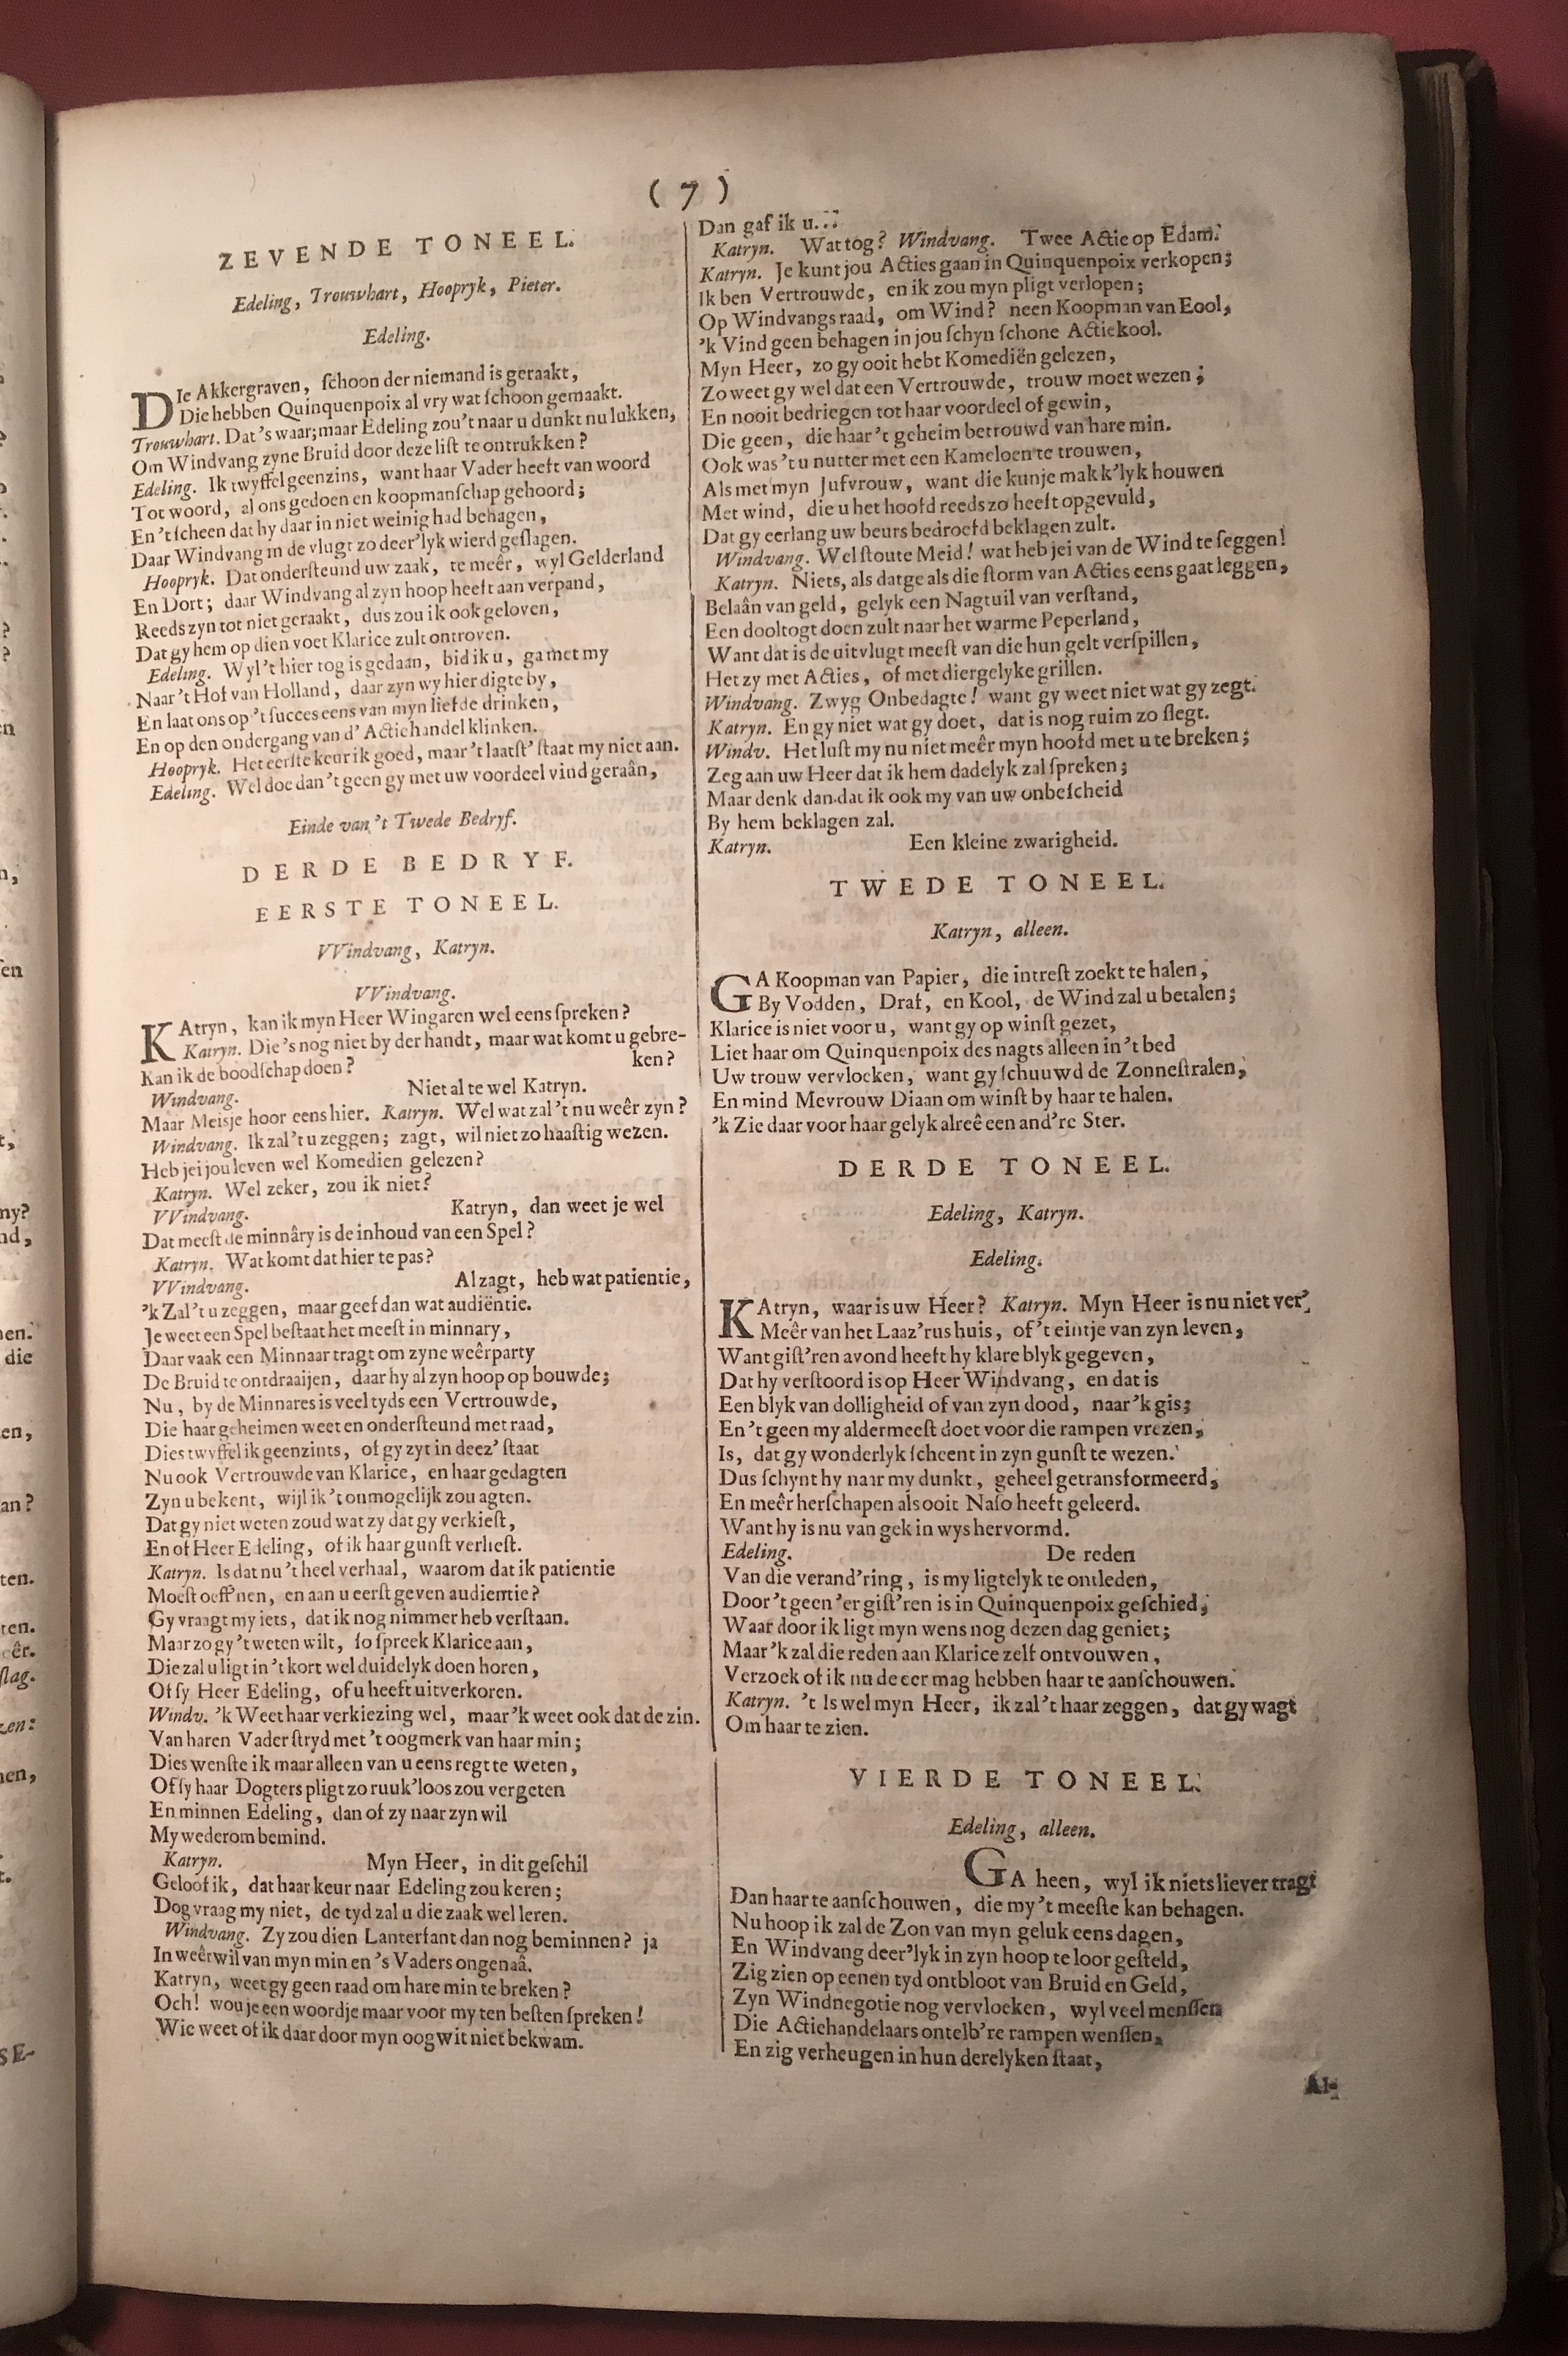 ( 7 )
ZEVENDE TONEEL.
Edeling, Trouwhart, Hoopryk, Pieter.
Edeling.
DIe Akkergraven, ſchoon der niemand is geraakt,
Die hebben Quinquenpoix al vry wat ſchoon gemaakt.
Trouwhart. Dat 's waar; maar Edeling zou 't naar u dunkt nu lukken,
Om Windvang zyne Bruid door deze liſt te ontrukken?
Edeling. Ik twyffel geenzins, want haar Vader heeft van woord
Tot woord, al ons gedoen en koopmanſchap gehoord;
En 't ſcheen dat hy daar in niet weinig had behagen,
Daar Windvang in de vlugt zo deer'lyk wierd geſlagen.
Hoopryk. Dat onderſteund uw zaak, te meêr, wyl Gelderland
En Dort; daar Windvang al zyn hoop heeft aan verpand,
Reeds zyn tot niet geraakt, dus zou ik ook geloven,
Dat gy hem op dien voet Klarice zult ontroven.
Edeling. Wyl 't hier tog is gedaan, bid ik u, ga met my
Naar 't Hof van Holland, daar zyn wy hier digte by,
En laat ons op 't ſucces eens van myn liefde drinken,
En op den ondergang van d' Actiehandel klinken.
Hoopryk. Het eerſte keur ik goed, maar 't laatſt' ſtaat my niet aan.
Edeling. Wel doe dan 't geen gy met uw voordeel vind geraân,
Einde van 't Twede Bedryf.
DERDE BEDRYF.
EERSTE TONEEL.
VVindvang, Katryn.
VVindvang.
KAtryn, kan ik myn Heer Wingaren wel eens ſpreken?
Katryn. Die 's nog niet by der handt, maar wat komt u gebre-
ken?
Kan ik de boodſchap doen?
Windvang. Niet al te wel Katryn.
Maar Meisje hoor eens hier. Katryn. Wel wat zal 't nu weêr zyn?
Windvang. Ik zal 't u zeggen; zagt, wil niet zo haaſtig wezen.
Heb jei jou leven wel Komedien gelezen?
Katryn. Wel zeker, zou ik niet?
VVindvang. Katryn, dan weet je wel
Dat meeſt de minnâry is de inhoud van een Spel?
Katryn. Wat komt dat hier te pas?
VVindvang. Al zagt, heb wat patientie,
'k Zal 't u zeggen, maar geef dan wat audiëntie.
Je weet een Spel beſtaat het meeſt in minnary,
Daar vaak een Minnaar tragt om zyne weêrparty
De Bruid te ontdraaijen, daar hy al zyn hoop op bouwde;
Nu, by de Minnares is veeltyds een Vertrouwde,
Die haar geheimen weet en onderſteund met raad,
Dies twyffel ik geenzints, of gy zyt in deez' ſtaat
Nu ook Vertrouwde van Klarice, en haar gedagten
Zyn u bekent, wijl ik 't onmogelijk zou agten.
Dat gy niet weten zoud wat zy dat gy verkieſt,
En of Heer Edeling, of ik haar gunſt verlieſt.
Katryn. Is dat nu 't heel verhaal, waarom dat ik patientie
Moeſt oeff'nen, en aan u eerſt geven audientie?
Gy vraagt my iets, dat ik nog nimmer heb verſtaan.
Maar zo gy 't weten wilt, ſo ſpreek Klarice aan,
Die zal u ligt in 't kort wel duidelyk doen horen,
Of ſy Heer Edeling, of u heeft uitverkoren.
Windv. 'k Weet haar verkiezing wel, maar 'k weet ook dat de zin.
Van haren Vader ſtryd met 't oogmerk van haar min;
Dies wenſte ik maar alleen van u eens regt te weten,
Of ſy haar Dogters pligt zo ruuk'loos zou vergeten
En minnen Edeling, dan of zy naar zyn wil
My wederom bemind.
Katryn. Myn Heer, in dit geſchil
Geloof ik, dat haar keur naar Edeling zou keren;
Dog vraag my niet, de tyd zal u die zaak wel leren.
Windvang. Zy zou dien Lanterfant dan nog beminnen? ja
In weêrwil van myn min en 's Vaders ongenaâ.
Katryn, weet gy geen raad om hare min te breken?
Och! wou je een woordje maar voor my ten beſten ſpreken!
Wie weet of ik daar door myn oogwit niet bekwam.
Dan gaf ik u...
Katryn. Wat tog? Windvang. Twee Actie op Edam.
Katryn. Je kunt jou Acties gaan in Quinquenpoix verkopen;
Ik ben Vertrouwde, en ik zou myn pligt verlopen;
Op Windvangs raad, om Wind? neen Koopman van Eool,
'k Vind geen behagen in jou ſchyn ſchone Actiekool.
Myn Heer, zo gy ooit hebt Komediën gelezen,
Zo weet gy wel dat een Vertrouwde, trouw moet wezen;
En nooit bedriegen tot haar voordeel of gewin,
Die geen, die haar 't geheim betrouwd van hare min.
Ook was 't u nutter met een Kameloen te trouwen,
Als met myn Jufvrouw, want die kunje makk'lyk houwen
Met wind, die u het hoofd reeds zo heeft opgevuld,
Dat gy eerlang uw beurs bedroefd beklagen zult.
Windvang. Wel ſtoute Meid! wat heb jei van de Wind te ſeggen!
Katryn. Niets, als datge als die ſtorm van Acties eens gaat leggen,
Belaân van geld, gelyk een Nagtuil van verſtand,
Een dooltogt doen zult naar het warme Peperland,
Want dat is de uitvlugt meeſt van die hun gelt verſpillen,
Het zy met Acties, of met diergelyke grillen.
Windvang. Zwyg Onbedagte! want gy weet niet wat gy zegt.
Katryn. En gy niet wat gy doet, dat is nog ruim zo ſlegt.
Windv. Het luſt my nu niet meêr myn hoofd met u te breken;
Zeg aan uw Heer dat ik hem dadelyk zal ſpreken;
Maar denk dan dat ik ook my van uw onbeſcheid
By hem beklagen zal.
Katryn. Een kleine zwarigheid.
TWEDE TONEEL.
Katryn, alleen.
GA Koopman van Papier, die intreſt zoekt te halen,
By Vodden, Draf, en Kool, de Wind zal u betalen;
Klarice is niet voor u, want gy op winſt gezet,
Liet haar om Quinquenpoix des nagts alleen in 't bed
Uw trouw vervloeken, want gy ſchuuwd de Zonneſtralen,
En mind Mevrouw Diaan om winſt by haar te halen.
'k Zie daar voor haar gelyk alreê een and're Ster.
DERDE TONEEL.
Edeling, Katryn.
Edeling.
KAtryn, waar is uw Heer? Katryn. Myn Heer is nu niet ver,
Meêr van het Laaz'rus huis, of 't eintje van zyn leven,
Want giſt'ren avond heeft hy klare blyk gegeven,
Dat hy verſtoord is op Heer Windvang, en dat is
Een blyk van dolligheid of van zyn dood, naar 'k gis;
En 't geen my aldermeeſt doet voor die rampen vrezen,
Is, dat gy wonderlyk ſcheent in zyn gunſt te wezen.
Dus ſchynt hy naar my dunkt, geheel getransformeerd,
En meêr herſchapen als ooit Naſo heeft geleerd.
Want hy is nu van gek in wys hervormd.
Edeling. De reden
Van die verand'ring, is my ligtelyk te ontleden,
Door 't geen 'er giſt'ren is in Quinquenpoix geſchied,
Waar door ik ligt myn wens nog dezen dag geniet;
Maar 'k zal die reden aan Klarice zelf ontvouwen,
Verzoek of ik nu de eer mag hebben haar te aanſchouwen.
Katryn. 't Is wel myn Heer, ik zal 't haar zeggen, dat gy wagt
Om haar te zien.
VIERDE TONEEL.
Edeling, alleen.
GA heen, wyl ik niets liever tragt
Dan haar te aanſchouwen, die my 't meeſte kan behagen.
Nu hoop ik zal de Zon van myn geluk eens dagen,
En Windvang deer'lyk in zyn hoop te loor geſteld,
Zig zien op eenen tyd ontbloot van Bruid en Geld,
Zyn Windnegotie nog vervloeken, wyl veel menſſen
Die Actiehandelaars ontelb're rampen wenſſen,
En zig verheugen in hun derelyken ſtaat,
Al-